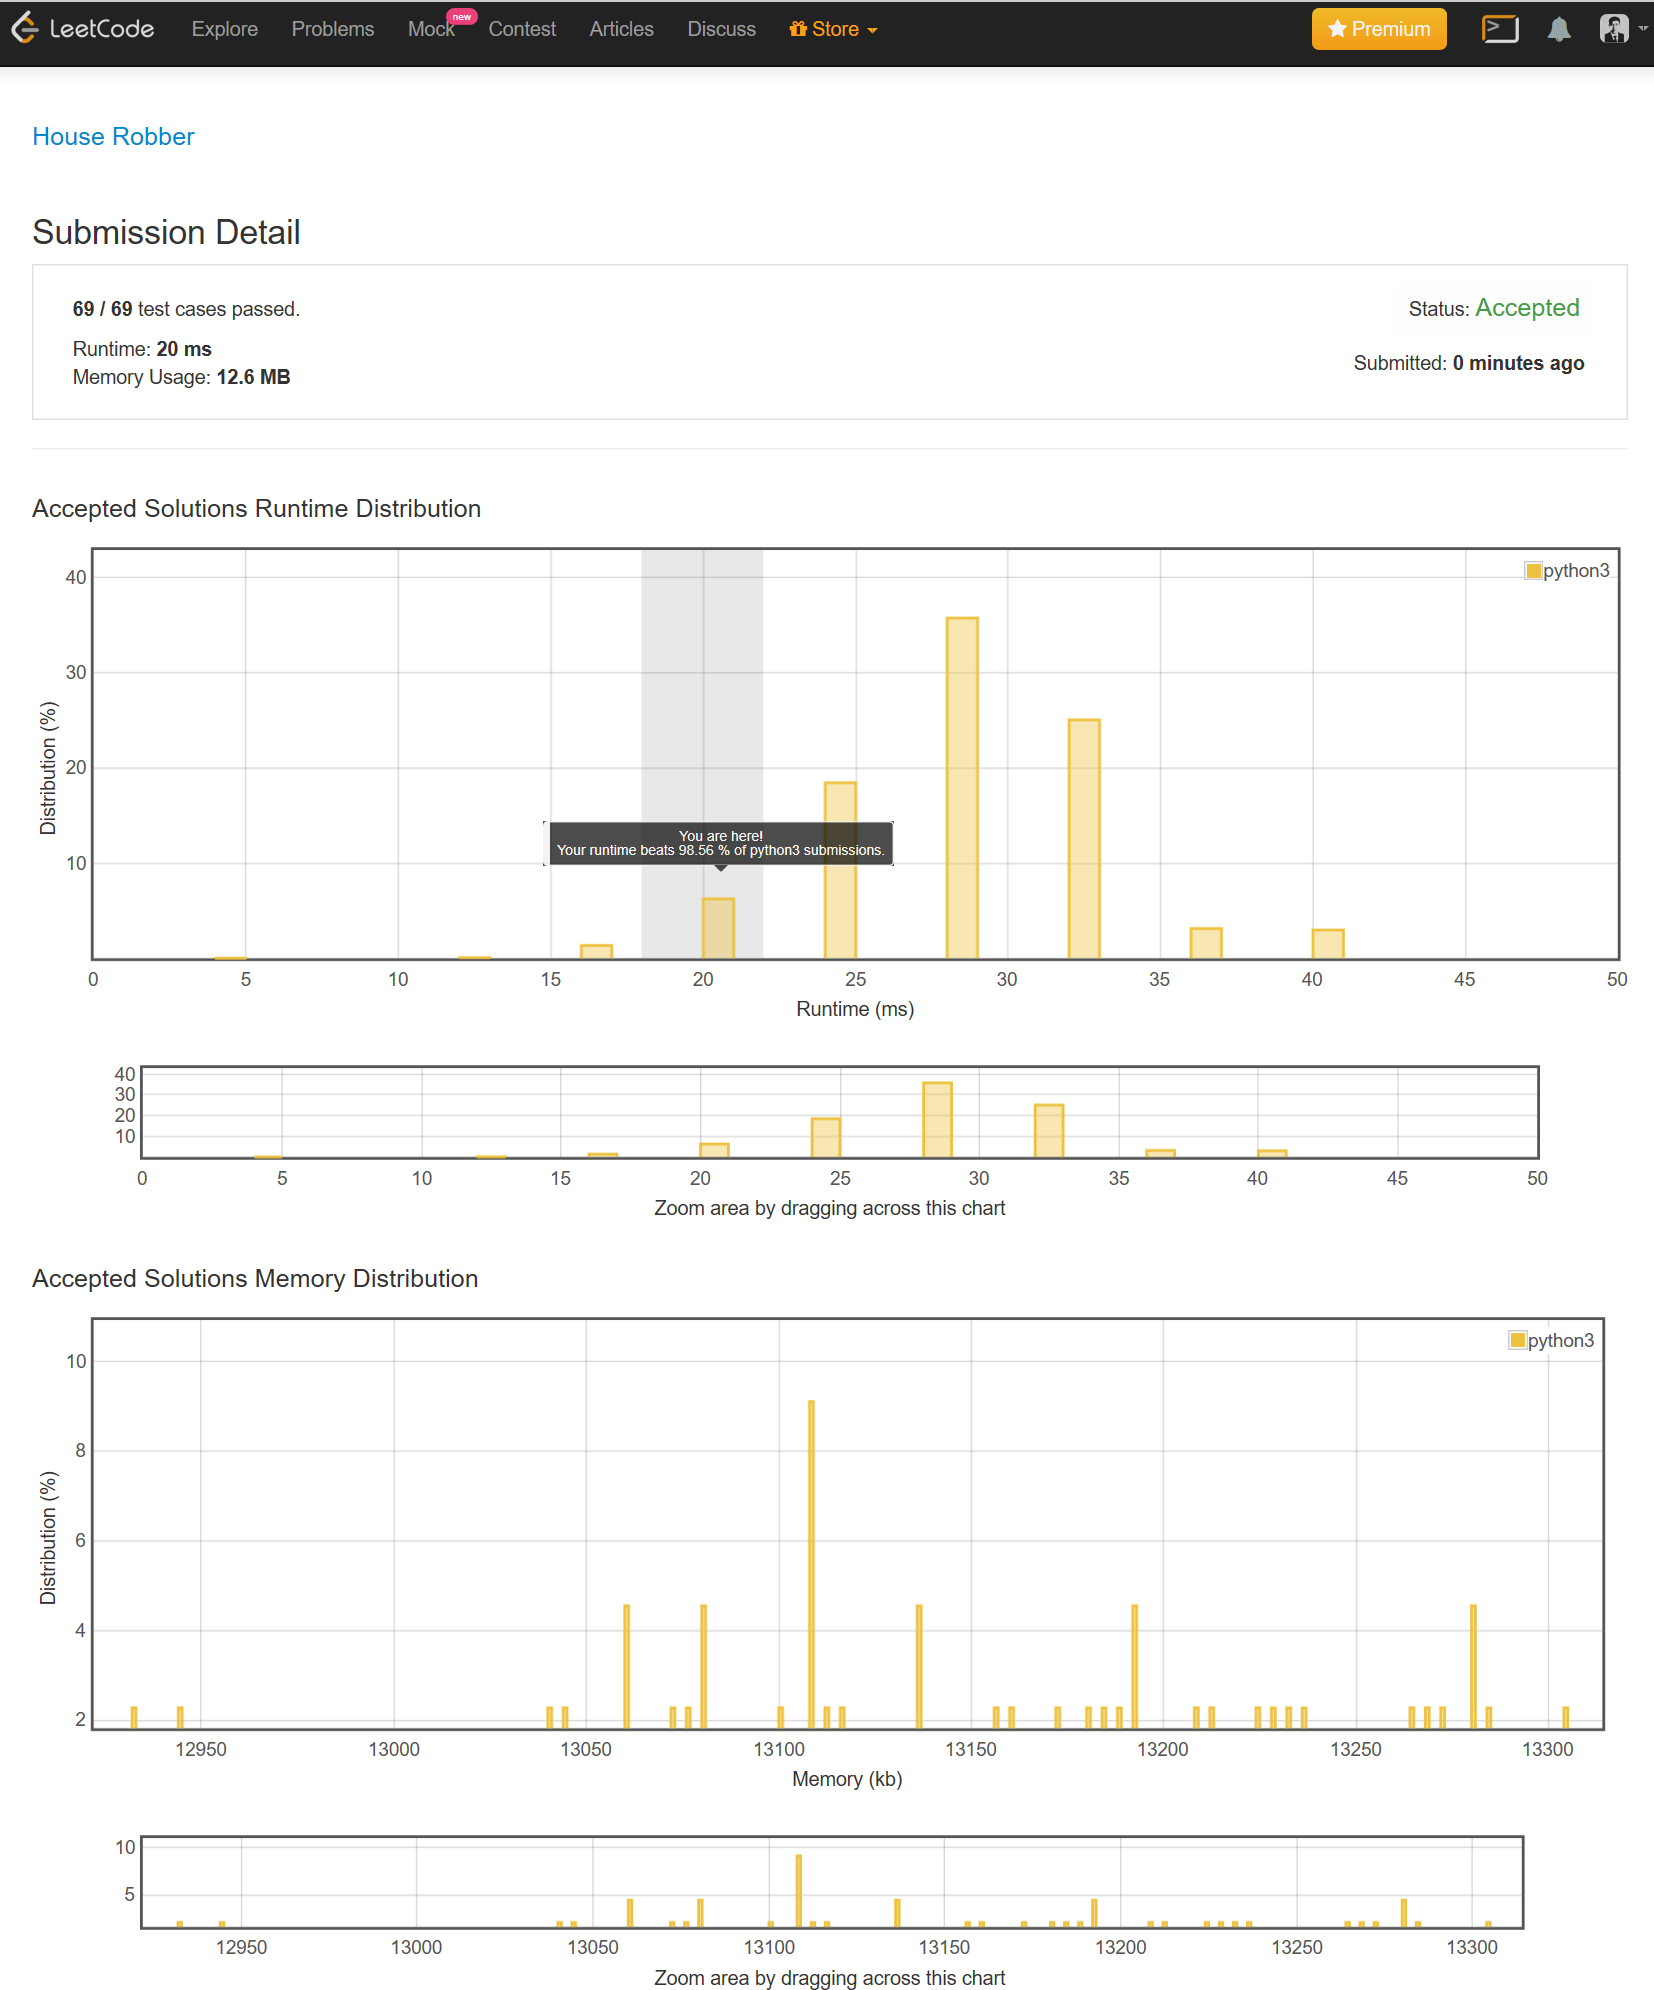 LeetCode Explore Problems Mock new Contest Articles Discuss Store Premium
House Robber
Submission Detail
69 / 69 test cases passed.
Status: Accepted
Runtime: 20 ms
Memory Usage: 12.6 MB
Submitted: 0 minutes ago
Accepted Solutions Runtime Distribution
python3
40
30
20
10
Distribution (%)
You are here!
Your runtime beats 98.56 % of python3 submissions.
0 5 10 15 20 25 30 35 40 45 50
Runtime (ms)
40
30
20
10
0 5 10 15 20 25 30 35 40 45 50
Zoom area by dragging across this chart
Accepted Solutions Memory Distribution
python3
10
8
6
4
2
Distribution (%)
12950 13000 13050 13100 13150 13200 13250 13300
Memory (kb)
10
5
12950 13000 13050 13100 13150 13200 13250 13300
Zoom area by dragging across this chart